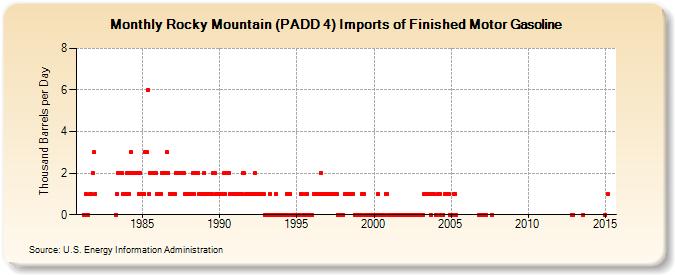 Monthly Rocky Mountain (PADD 4) Imports of Finished Motor Gasoline
Thousand Barrels per Day
8
6
4
2
0
1985 1990 1995 2000 2005 2010 2015
Source: U.S. Energy Information Administration